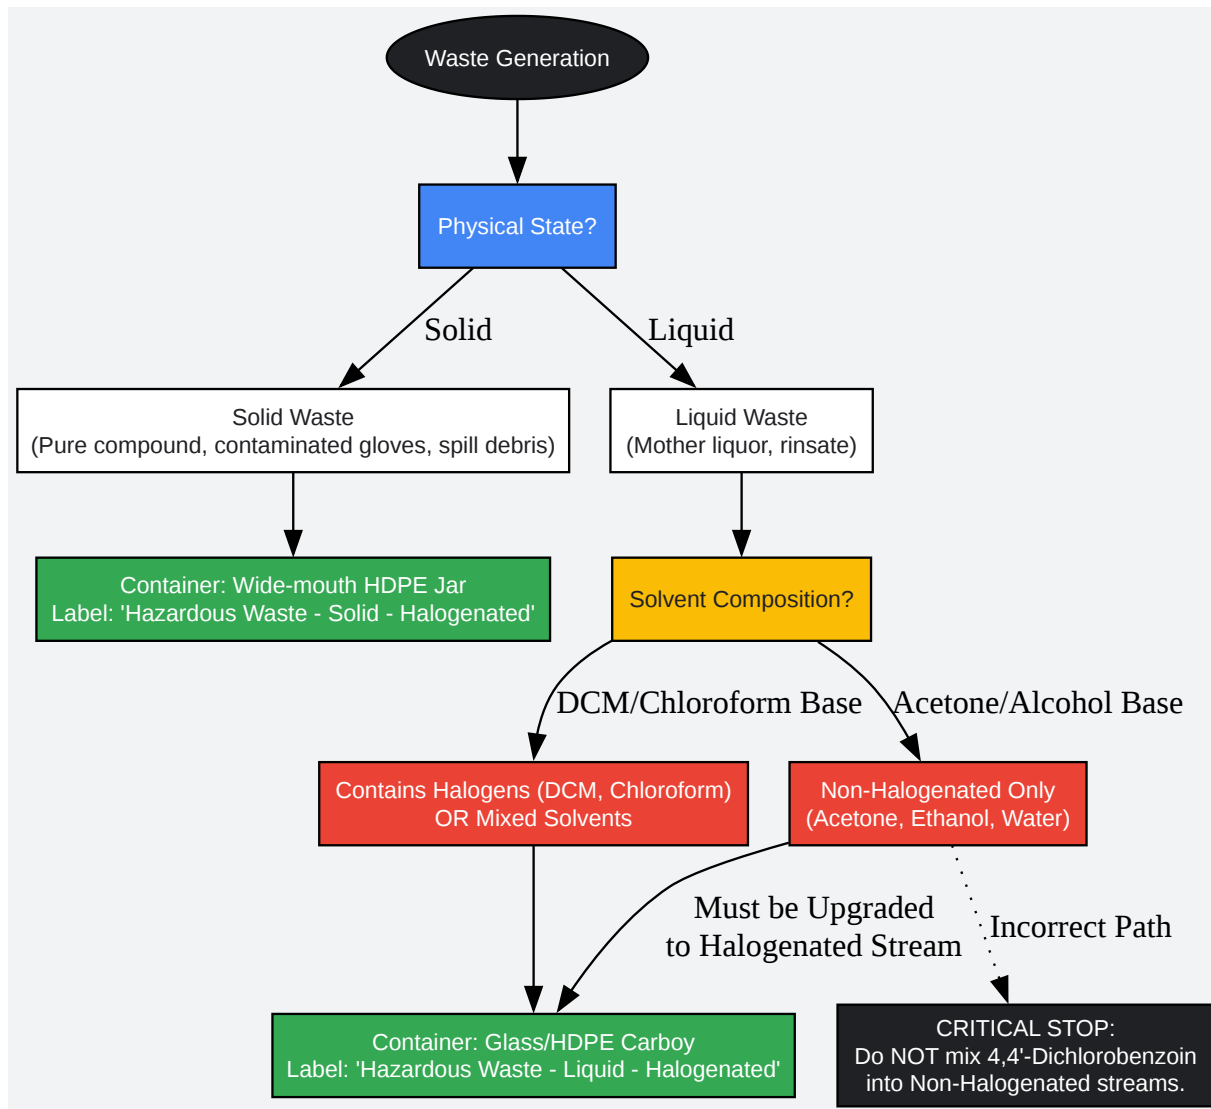 Waste Generation
Physical State?
Solid
Liquid
Solid Waste
(Pure compound, contaminated gloves, spill debris)
Liquid Waste
(Mother liquor, rinsate)
Container: Wide-mouth HDPE Jar
Label: 'Hazardous Waste - Solid - Halogenated'
Solvent Composition?
DCM/Chloroform Base
Acetone/Alcohol Base
Contains Halogens (DCM, Chloroform)
OR Mixed Solvents
Non-Halogenated Only
(Acetone, Ethanol, Water)
Must be Upgraded
to Halogenated Stream
Incorrect Path
Container: Glass/HDPE Carboy
Label: 'Hazardous Waste - Liquid - Halogenated'
CRITICAL STOP:
Do NOT mix 4,4'-Dichlorobenzoin
into Non-Halogenated streams.